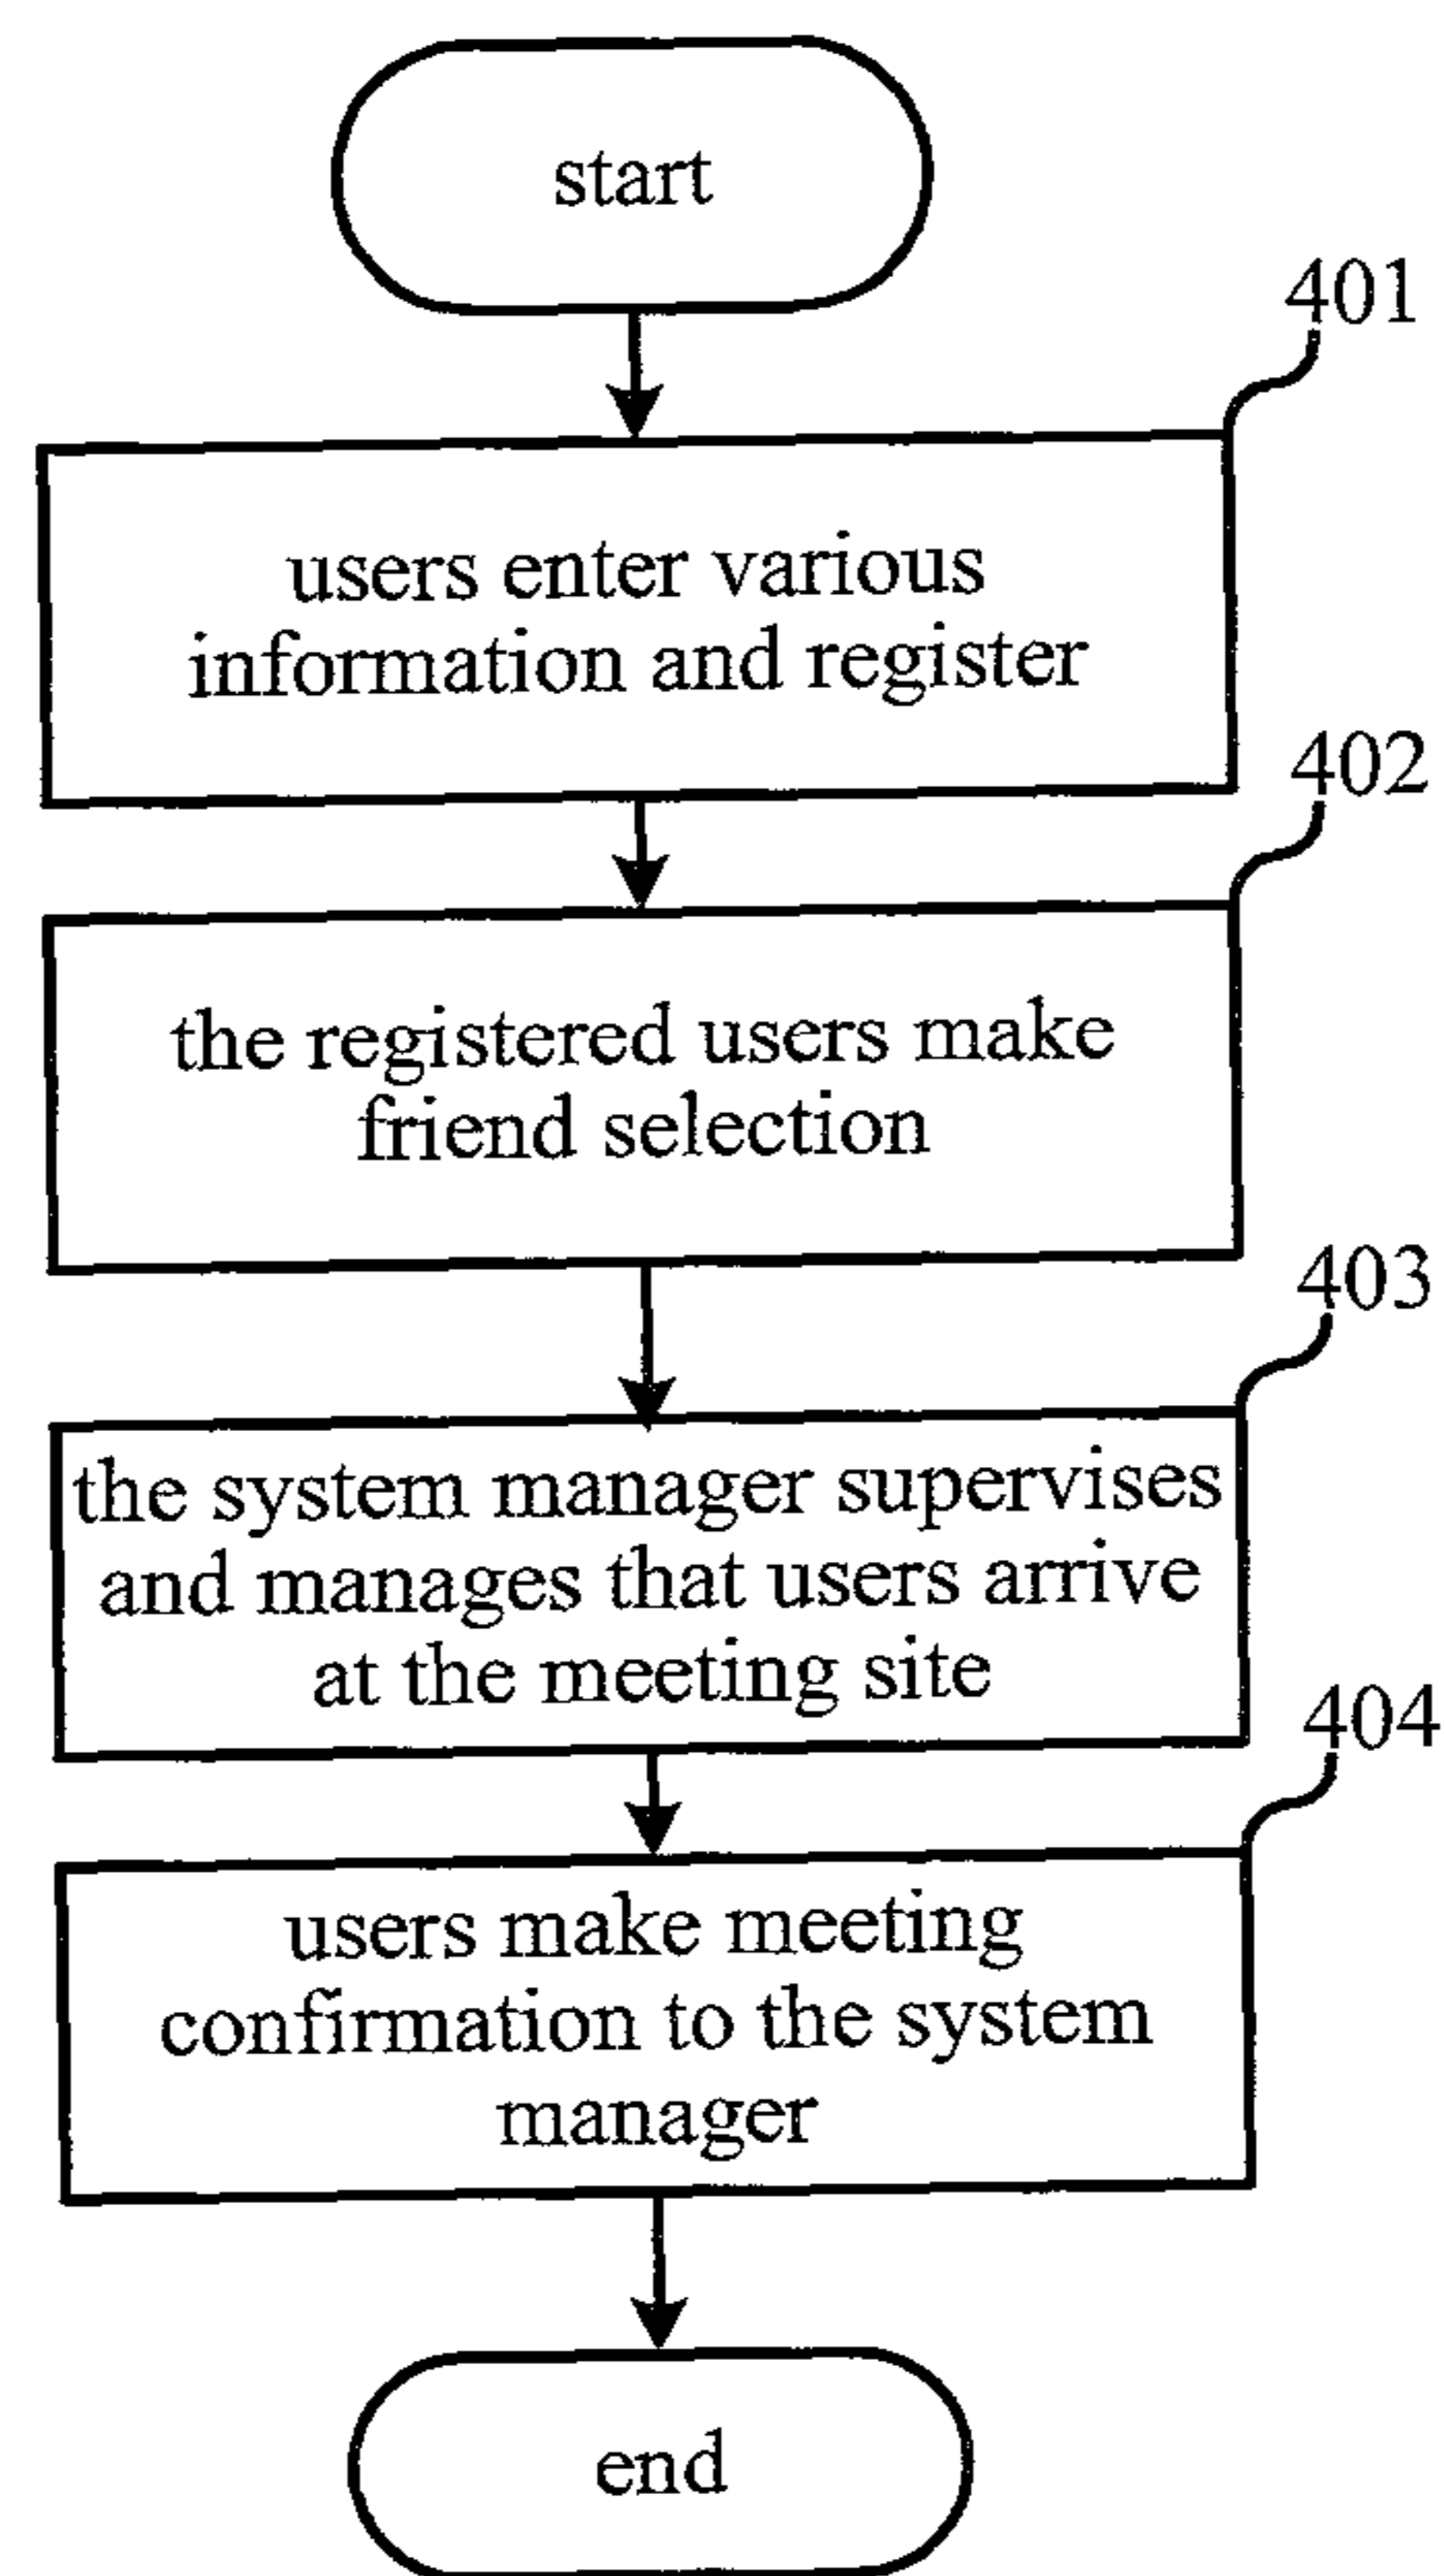 start
401
users enter various
information and register
402
the registered users make
friend selection
403
the system manager supervises
and manages that users arrive
at the meeting site
404
users make meeting
confirmation to the system
manager
end